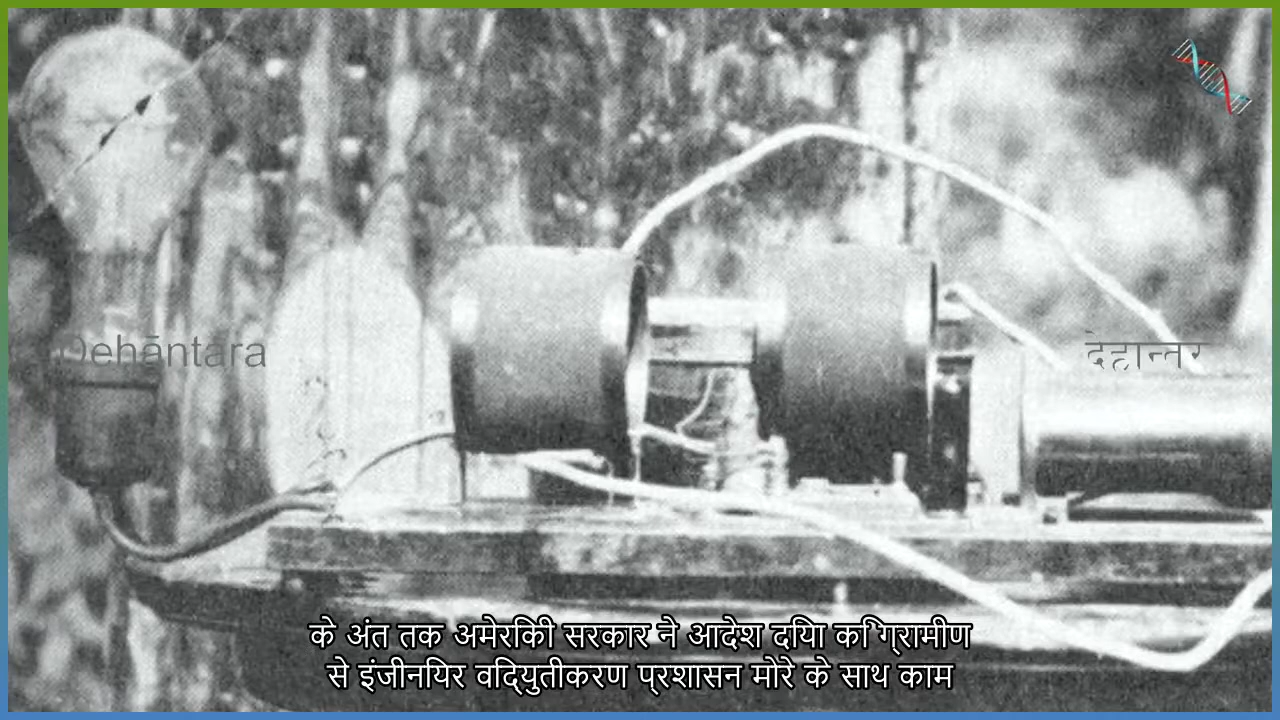 Dehāntara
देहान्तर
के अंत तक अमेरिकी सरकार ने आदेश दिया कि ग्रामीण
से इंजीनियर विद्युतीकरण प्रशासन मोरे के साथ काम